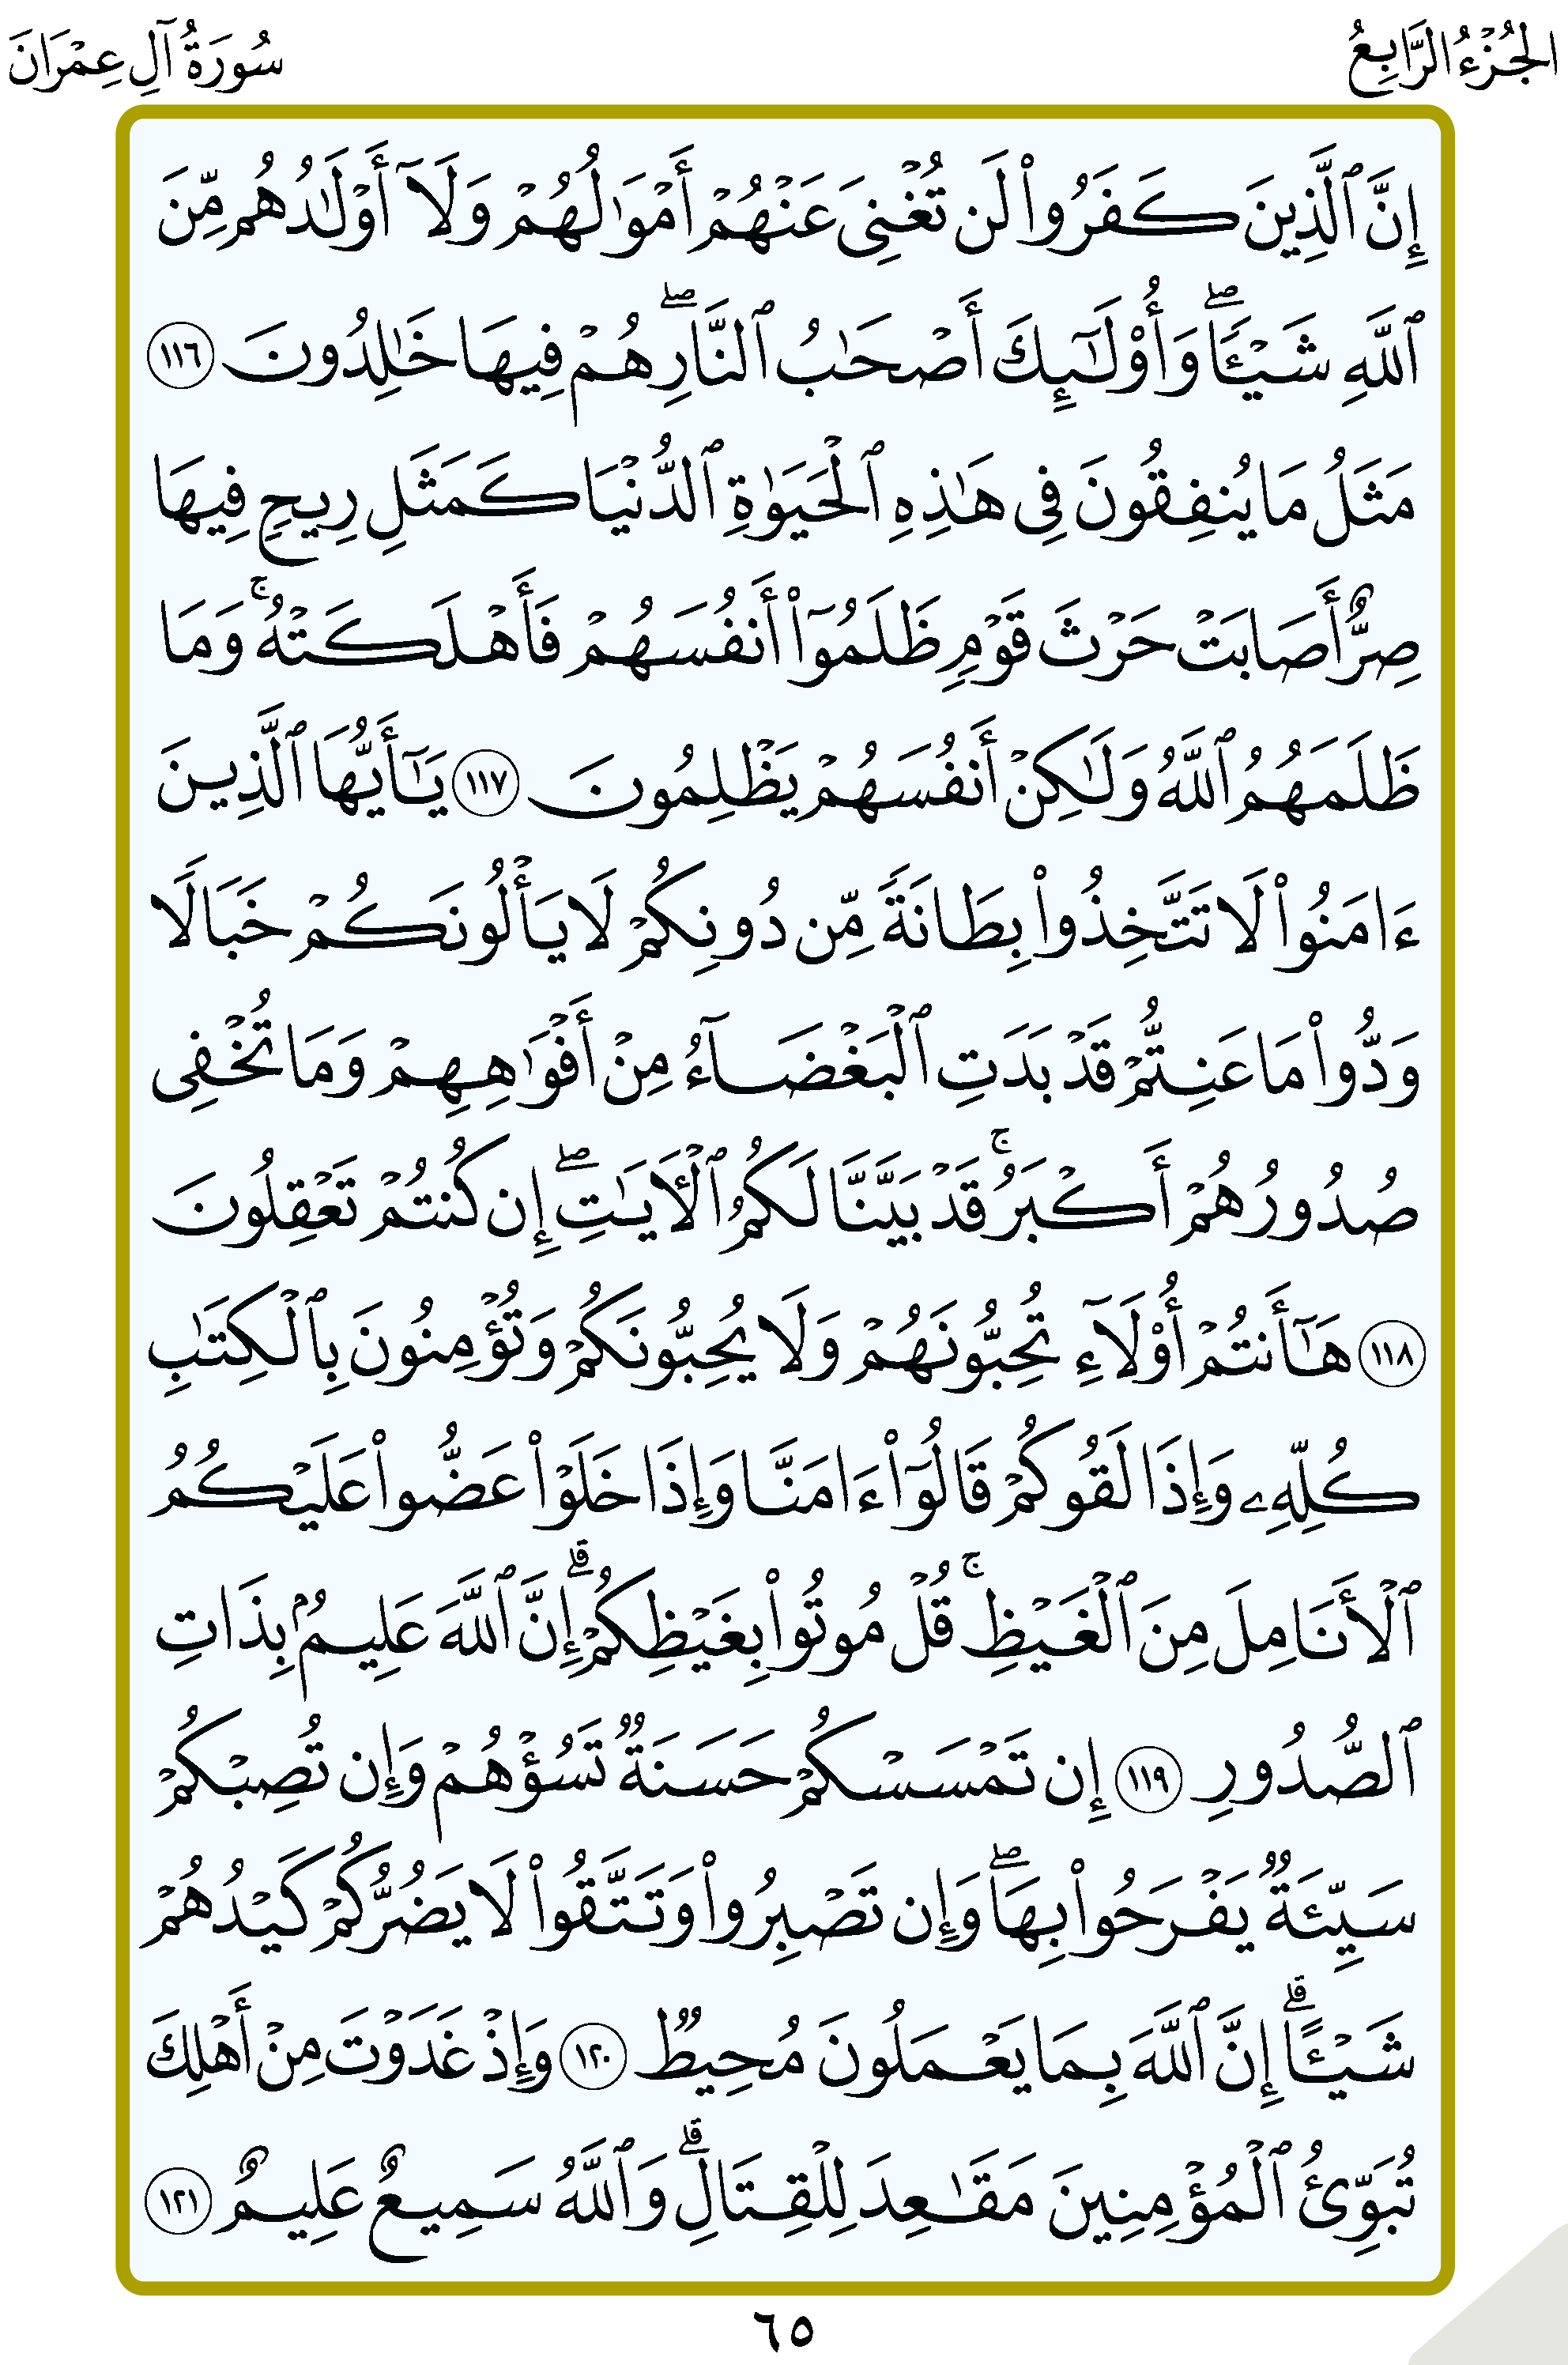 الجُزْءُ الرَّابِعُ
سُورَةُ آلِ عِمْرَانَ
إِنَّ ٱلَّذِينَ كَفَرُوا۟ لَن تُغْنِىَ عَنْهُمْ أَمْوَٰلُهُمْ وَلَآ أَوْلَٰدُهُم مِّنَ
ٱللَّهِ شَيْـًٔا ۖ وَأُو۟لَٰٓئِكَ أَصْحَٰبُ ٱلنَّارِ ۖ هُمْ فِيهَا خَٰلِدُونَ ١١٦
مَثَلُ مَا يُنفِقُونَ فِى هَٰذِهِ ٱلْحَيَوٰةِ ٱلدُّنْيَا كَمَثَلِ رِيحٍ فِيهَا
صِرٌّ أَصَابَتْ حَرْثَ قَوْمٍ ظَلَمُوٓا۟ أَنفُسَهُمْ فَأَهْلَكَتْهُ ۚ وَمَا
ظَلَمَهُمُ ٱللَّهُ وَلَٰكِنْ أَنفُسَهُمْ يَظْلِمُونَ ١١٧ يَٰٓأَيُّهَا ٱلَّذِينَ
ءَامَنُوا۟ لَا تَتَّخِذُوا۟ بِطَانَةً مِّن دُونِكُمْ لَا يَأْلُونَكُمْ خَبَالًا
وَدُّوا۟ مَا عَنِتُّمْ قَدْ بَدَتِ ٱلْبَغْضَآءُ مِنْ أَفْوَٰهِهِمْ وَمَا تُخْفِى
صُدُورُهُمْ أَكْبَرُ ۚ قَدْ بَيَّنَّا لَكُمُ ٱلْـَٔايَٰتِ ۖ إِن كُنتُمْ تَعْقِلُونَ
١١٨ هَٰٓأَنتُمْ أُو۟لَآءِ تُحِبُّونَهُمْ وَلَا يُحِبُّونَكُمْ وَتُؤْمِنُونَ بِٱلْكِتَٰبِ
كُلِّهِۦ وَإِذَا لَقُوكُمْ قَالُوٓا۟ ءَامَنَّا وَإِذَا خَلَوْا۟ عَضُّوا۟ عَلَيْكُمُ
ٱلْأَنَامِلَ مِنَ ٱلْغَيْظِ ۚ قُلْ مُوتُوا۟ بِغَيْظِكُمْ ۗ إِنَّ ٱللَّهَ عَلِيمٌۢ بِذَاتِ
ٱلصُّدُورِ ١١٩ إِن تَمْسَسْكُمْ حَسَنَةٌ تَسُؤْهُمْ وَإِن تُصِبْكُمْ
سَيِّئَةٌ يَفْرَحُوا۟ بِهَا ۖ وَإِن تَصْبِرُوا۟ وَتَتَّقُوا۟ لَا يَضُرُّكُمْ كَيْدُهُمْ
شَيْـًٔا ۗ إِنَّ ٱللَّهَ بِمَا يَعْمَلُونَ مُحِيطٌ ١٢٠ وَإِذْ غَدَوْتَ مِنْ أَهْلِكَ
تُبَوِّئُ ٱلْمُؤْمِنِينَ مَقَٰعِدَ لِلْقِتَالِ ۗ وَٱللَّهُ سَمِيعٌ عَلِيمٌ ١٢١
٦٥